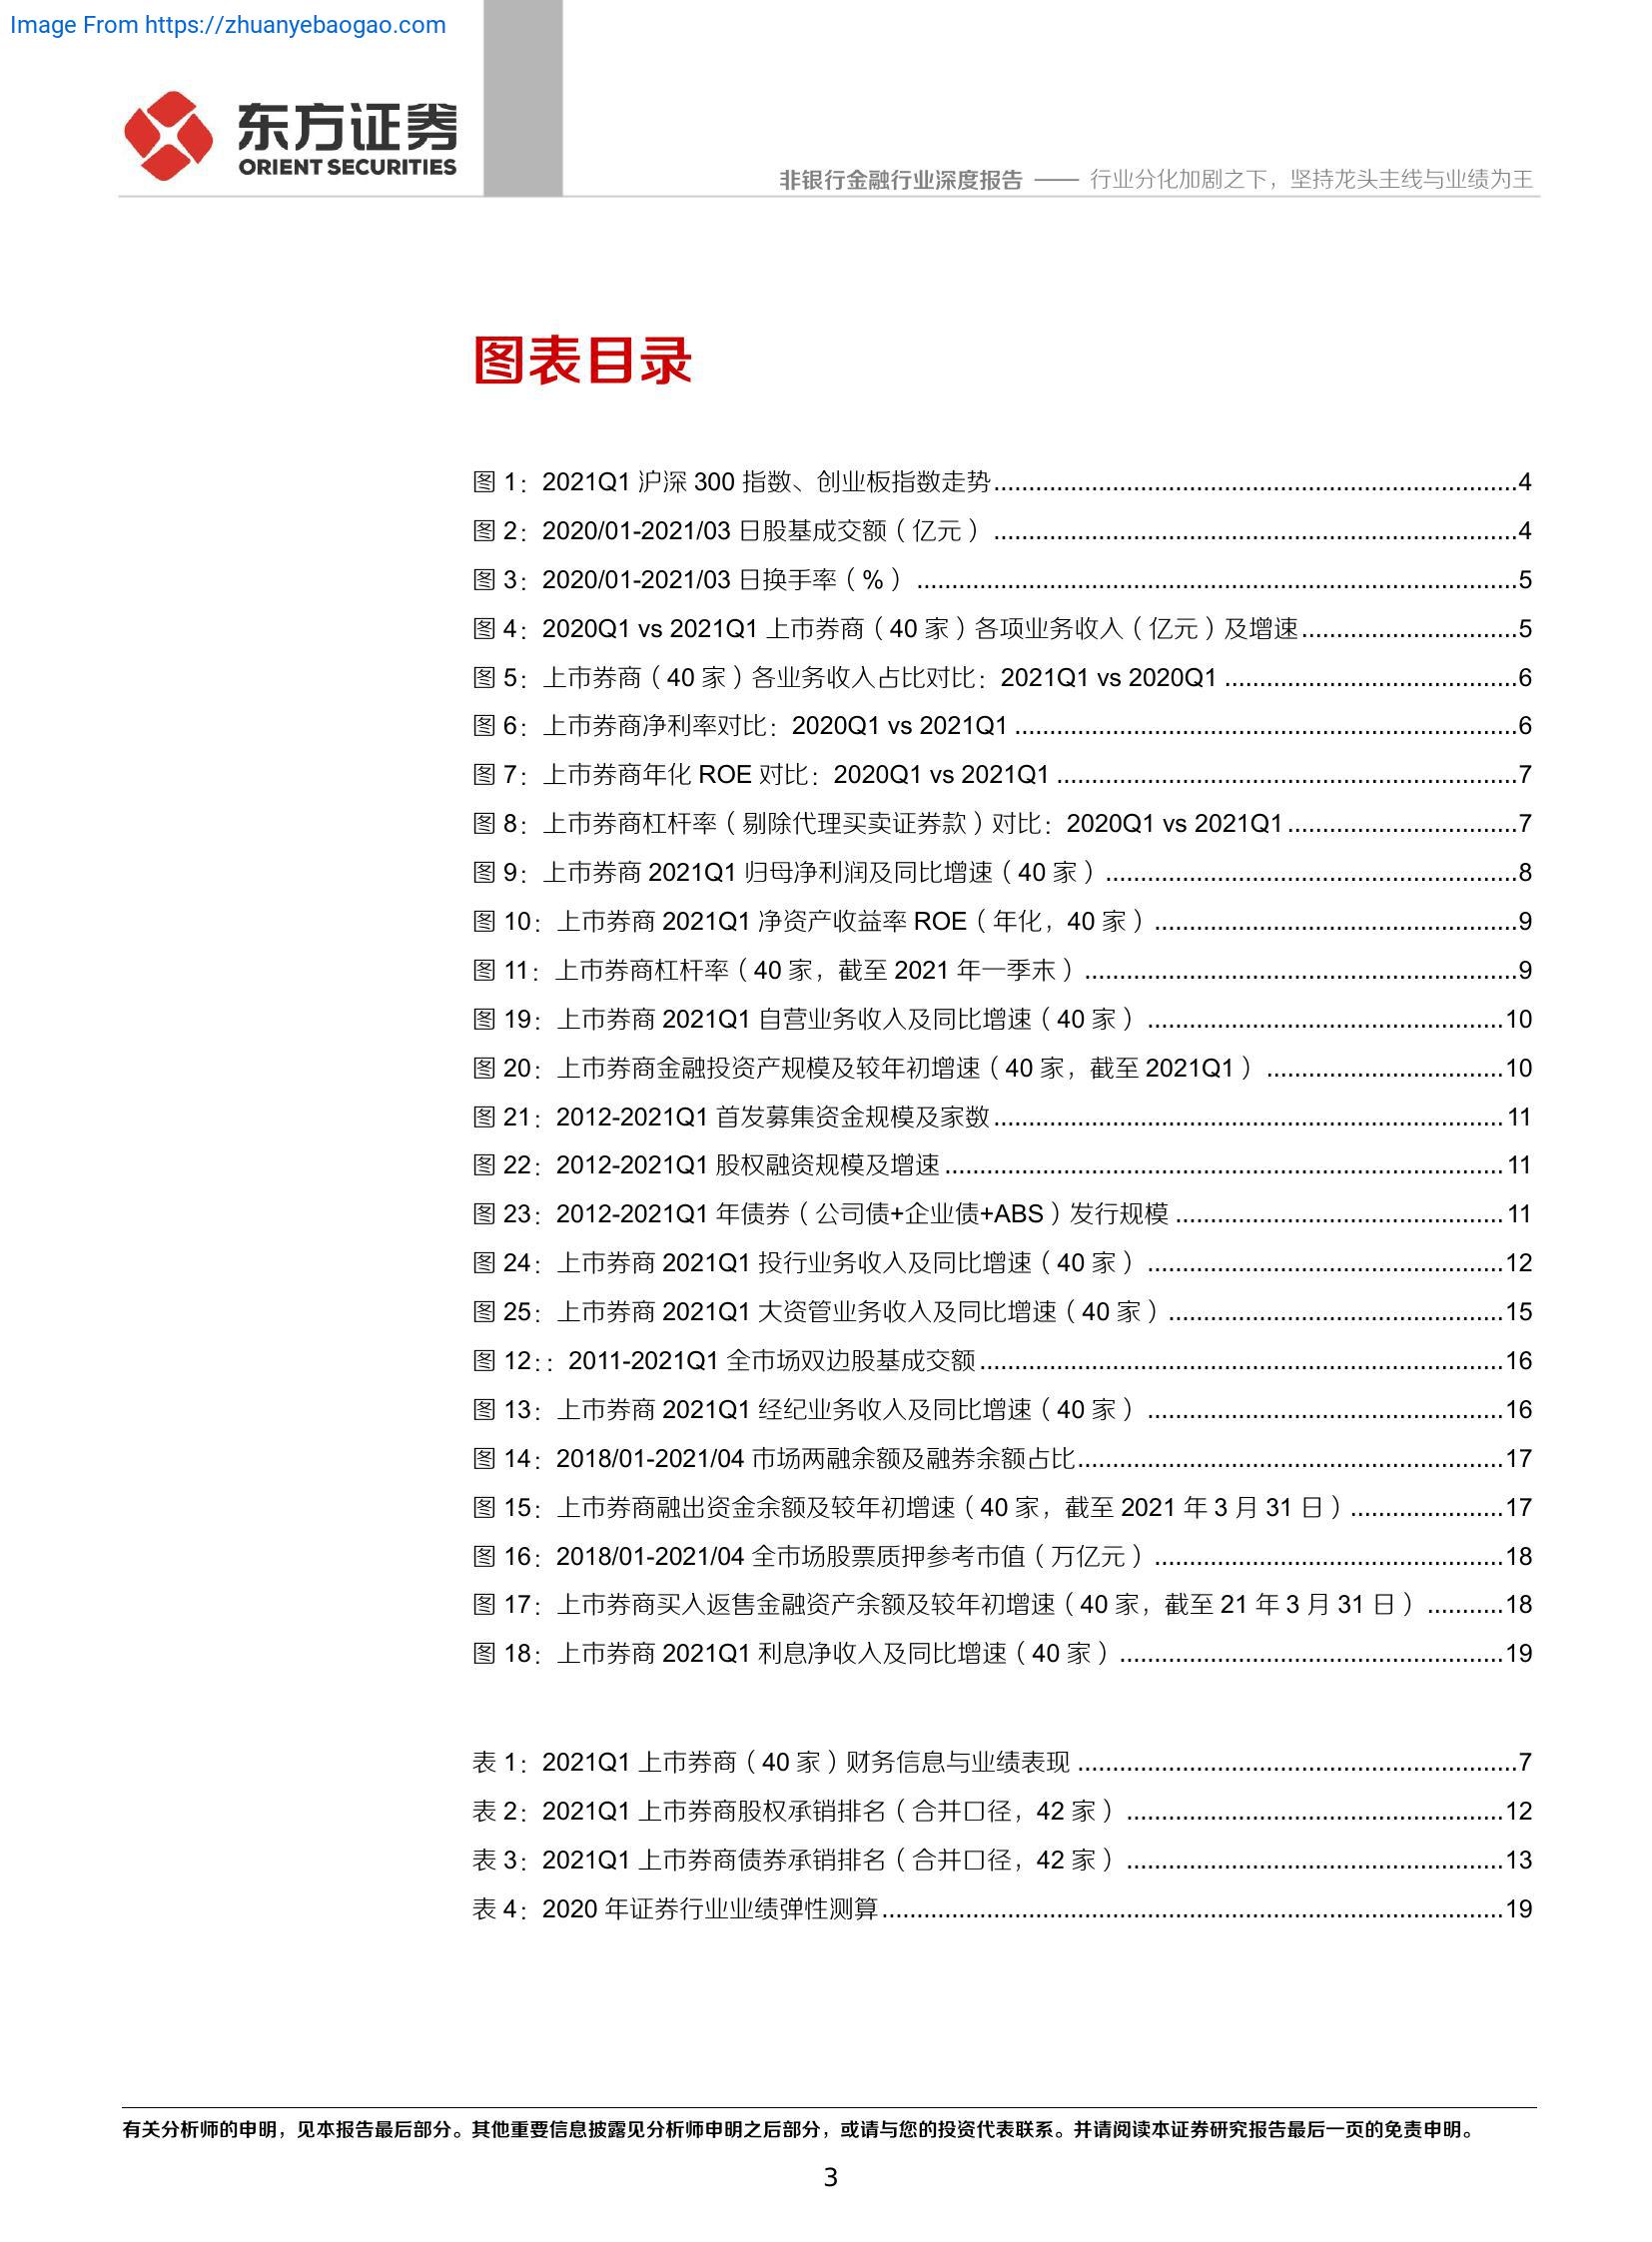 Image From https://zhuanyebaogao.com
东方证券
ORIENT SECURITIES
非银行金融行业深度报告 —— 行业分化加剧之下，坚持龙头主线与业绩为王
图表目录
图 1：2021Q1 沪深 300 指数、创业板指数走势..........4
图 2：2020/01-2021/03 日股基成交额（亿元）..........4
图 3：2020/01-2021/03 日换手率（%）..........5
图 4：2020Q1 vs 2021Q1 上市券商（40 家）各项业务收入（亿元）及增速..........5
图 5：上市券商（40 家）各业务收入占比对比：2021Q1 vs 2020Q1..........6
图 6：上市券商净利率对比：2020Q1 vs 2021Q1..........6
图 7：上市券商年化 ROE 对比：2020Q1 vs 2021Q1..........7
图 8：上市券商杠杆率（剔除代理买卖证券款）对比：2020Q1 vs 2021Q1..........7
图 9：上市券商 2021Q1 归母净利润及同比增速（40 家）..........8
图 10：上市券商 2021Q1 净资产收益率 ROE（年化，40 家）..........9
图 11：上市券商杠杆率（40 家，截至 2021 年一季末）..........9
图 19：上市券商 2021Q1 自营业务收入及同比增速（40 家）..........10
图 20：上市券商金融投资产规模及较年初增速（40 家，截至 2021Q1）..........10
图 21：2012-2021Q1 首发募集资金规模及家数..........11
图 22：2012-2021Q1 股权融资规模及增速..........11
图 23：2012-2021Q1 年债券（公司债+企业债+ABS）发行规模..........11
图 24：上市券商 2021Q1 投行业务收入及同比增速（40 家）..........12
图 25：上市券商 2021Q1 大资管业务收入及同比增速（40 家）..........15
图 12：：2011-2021Q1 全市场双边股基成交额..........16
图 13：上市券商 2021Q1 经纪业务收入及同比增速（40 家）..........16
图 14：2018/01-2021/04 市场两融余额及融券余额占比..........17
图 15：上市券商融出资金余额及较年初增速（40 家，截至 2021 年 3 月 31 日）..........17
图 16：2018/01-2021/04 全市场股票质押参考市值（万亿元）..........18
图 17：上市券商买入返售金融资产余额及较年初增速（40 家，截至 21 年 3 月 31 日）..........18
图 18：上市券商 2021Q1 利息净收入及同比增速（40 家）..........19
表 1：2021Q1 上市券商（40 家）财务信息与业绩表现..........7
表 2：2021Q1 上市券商股权承销排名（合并口径，42 家）..........12
表 3：2021Q1 上市券商债券承销排名（合并口径，42 家）..........13
表 4：2020 年证券行业业绩弹性测算..........19
有关分析师的申明，见本报告最后部分。其他重要信息披露见分析师申明之后部分，或请与您的投资代表联系。并请阅读本证券研究报告最后一页的免责申明。
3